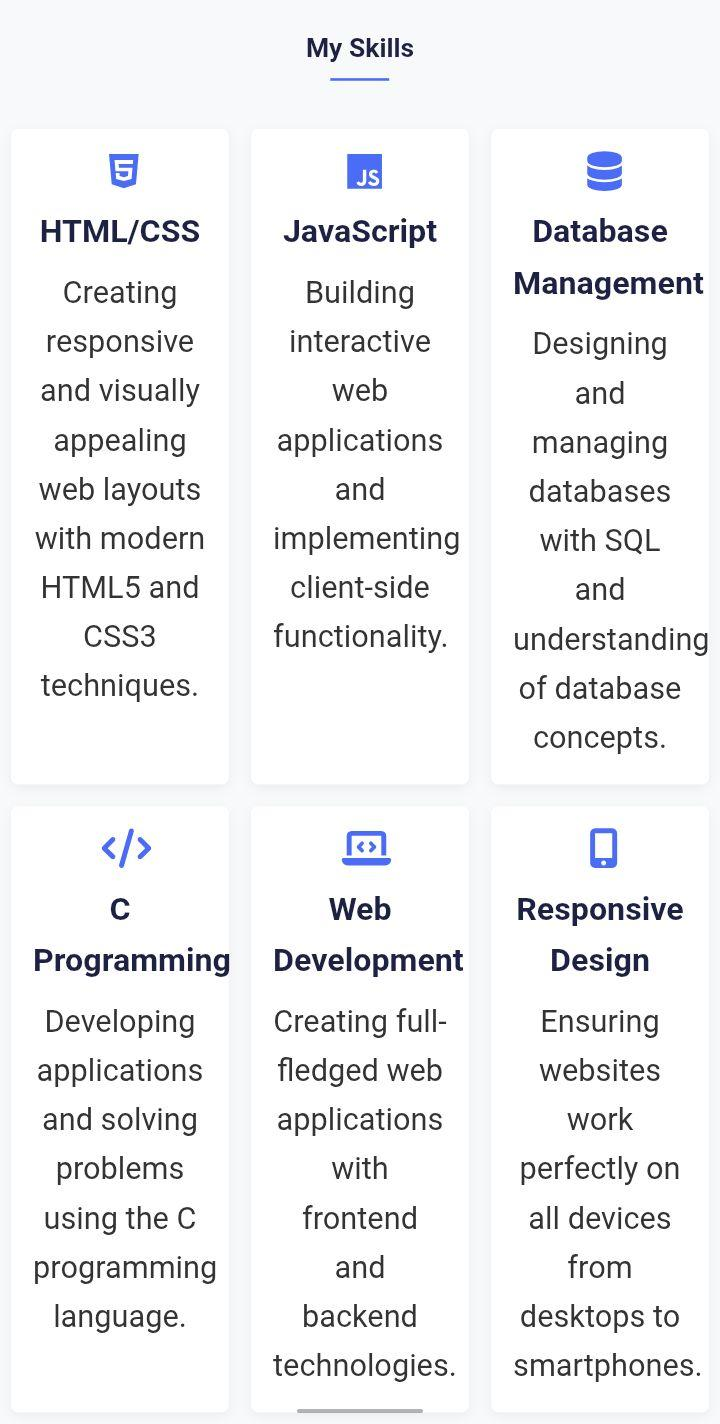 My Skills
HTML/CSS
Creating
responsive
and visually
appealing
web layouts
with modern
HTML5 and
CSS3
techniques.
JS
JavaScript
Building
interactive
web
applications
and
implementing
client-side
functionality.
Database
Management
Designing
and
managing
databases
with SQL
and
understanding
of database
concepts.
C
Programming
Developing
applications
and solving
problems
using the C
programming
language.
Web
Development
Creating full-
fledged web
applications
with
frontend
and
backend
technologies.
Responsive
Design
Ensuring
websites
work
perfectly on
all devices
from
desktops to
smartphones.